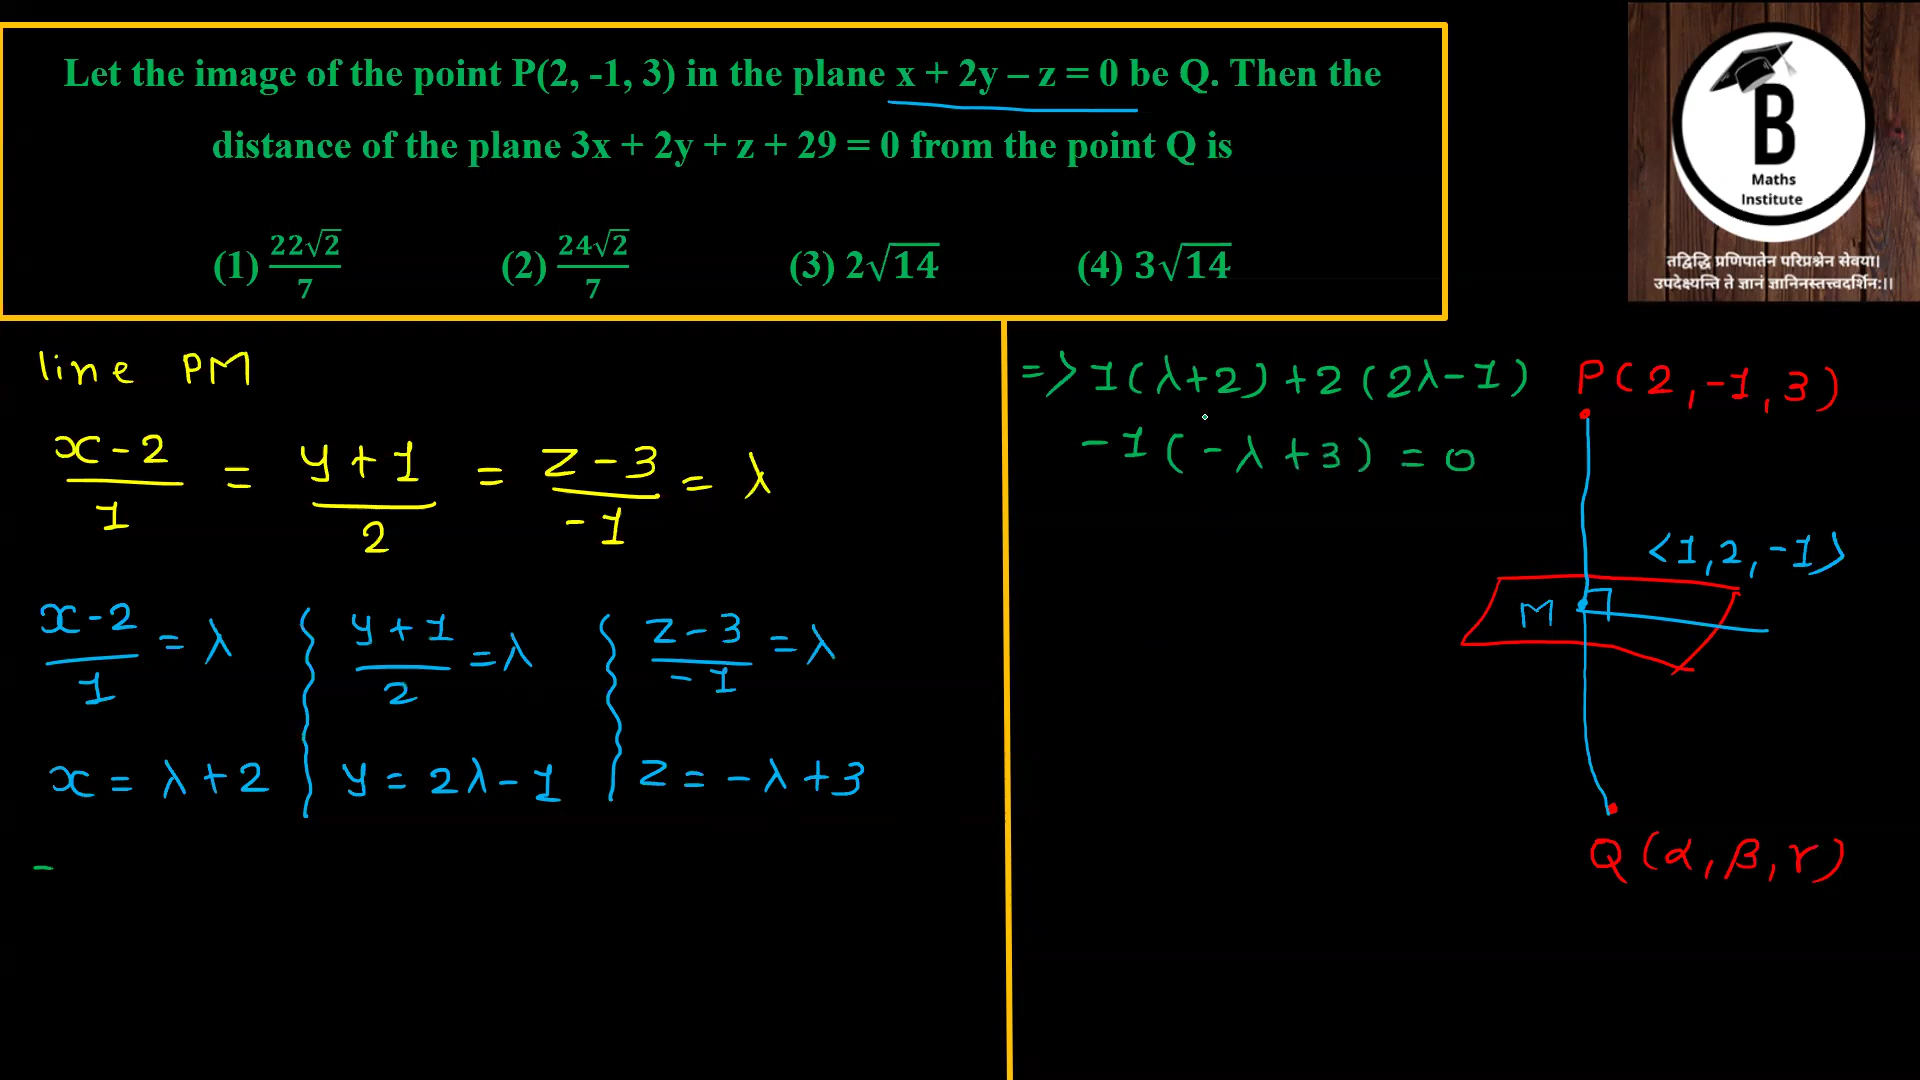 Let the image of the point P(2, -1, 3) in the plane x + 2y – z = 0 be Q. Then the
distance of the plane 3x + 2y + z + 29 = 0 from the point Q is
(1) 22√2/7 (2) 24√2/7 (3) 2√14 (4) 3√14
B
Maths
Institute
तद्विद्धि प्रणिपातेन परिप्रश्नेन सेवया।
उपदेक्ष्यन्ति ते ज्ञानं ज्ञानिनस्तत्त्वदर्शिन:।।
line PM
x-2/1 = y+1/2 = z-3/-1 = λ
x-2/1 = λ y+1/2 = λ z-3/-1 = λ
x = λ+2 y = 2λ-1 z = -λ+3
=> 1(λ+2)+2(2λ-1)
-1(-λ+3) = 0
P(2,-1,3)
<1,2,-1>
M
Q(α,β,γ)